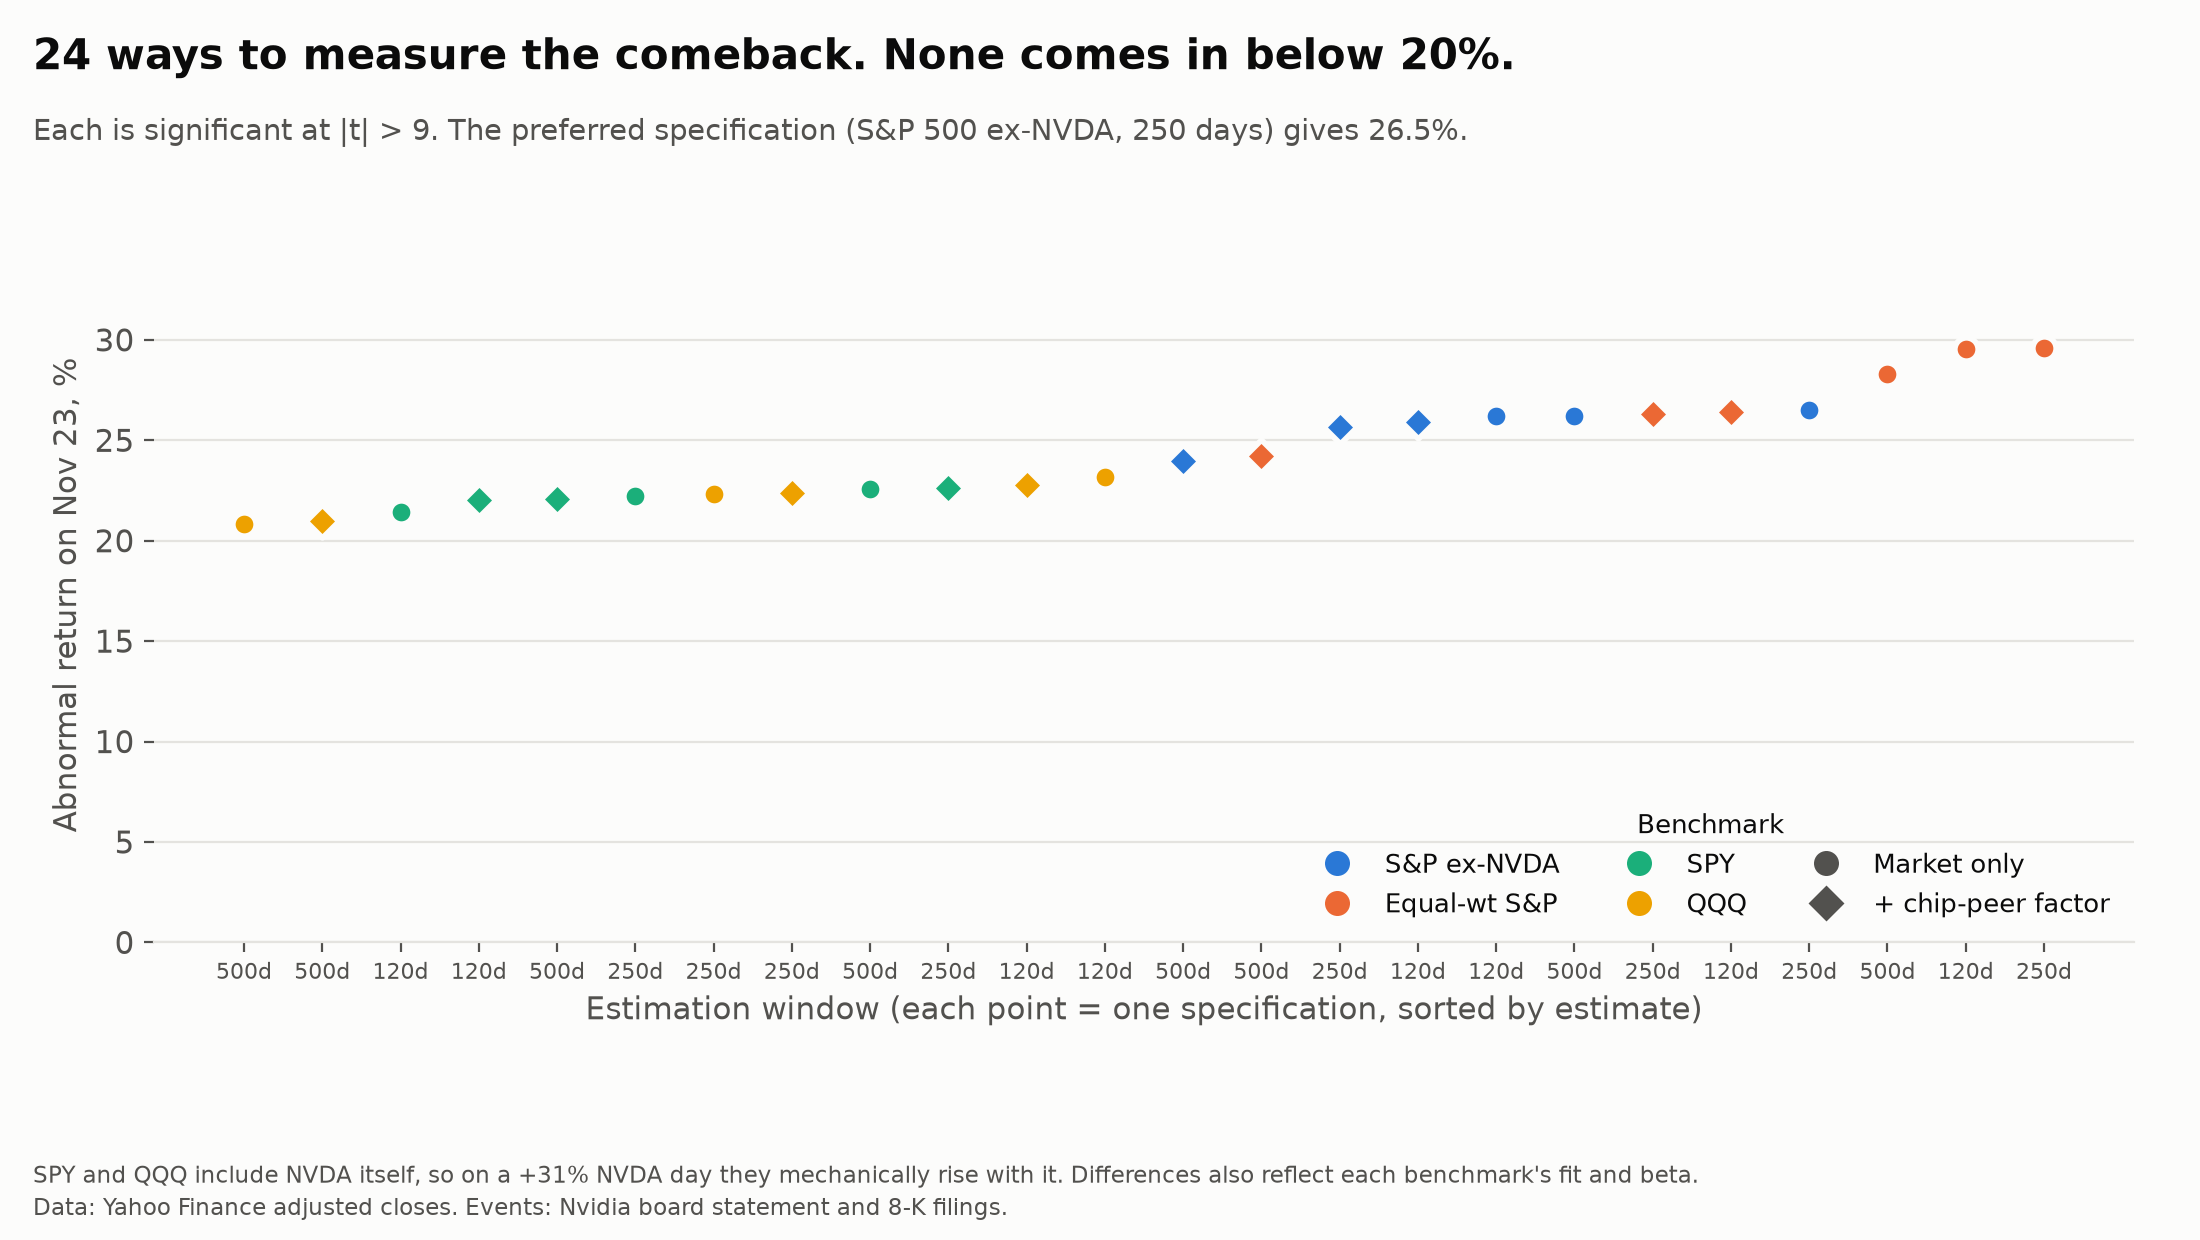 24 ways to measure the comeback. None comes in below 20%.
Each is significant at |t| > 9. The preferred specification (S&P 500 ex-NVDA, 250 days) gives 26.5%.
Abnormal return on Nov 23, %
30
25
20
15
10
5
0
Benchmark
S&P ex-NVDA
SPY
Market only
Equal-wt S&P
QQQ
+ chip-peer factor
500d 500d 120d 120d 500d 250d 250d 250d 500d 250d 120d 120d 500d 500d 250d 120d 120d 500d 250d 120d 250d 500d 120d 250d
Estimation window (each point = one specification, sorted by estimate)
SPY and QQQ include NVDA itself, so on a +31% NVDA day they mechanically rise with it. Differences also reflect each benchmark's fit and beta.
Data: Yahoo Finance adjusted closes. Events: Nvidia board statement and 8-K filings.